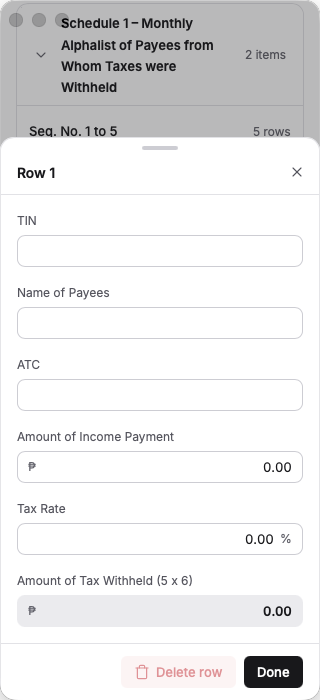 Schedule 1 – Monthly
Alphalist of Payees from
Whom Taxes were
Withheld
2 items
Seq. No. 1 to 5
5 rows
Row 1
TIN
Name of Payees
ATC
Amount of Income Payment
₱ 0.00
Tax Rate
0.00 %
Amount of Tax Withheld (5 x 6)
₱ 0.00
Delete row
Done